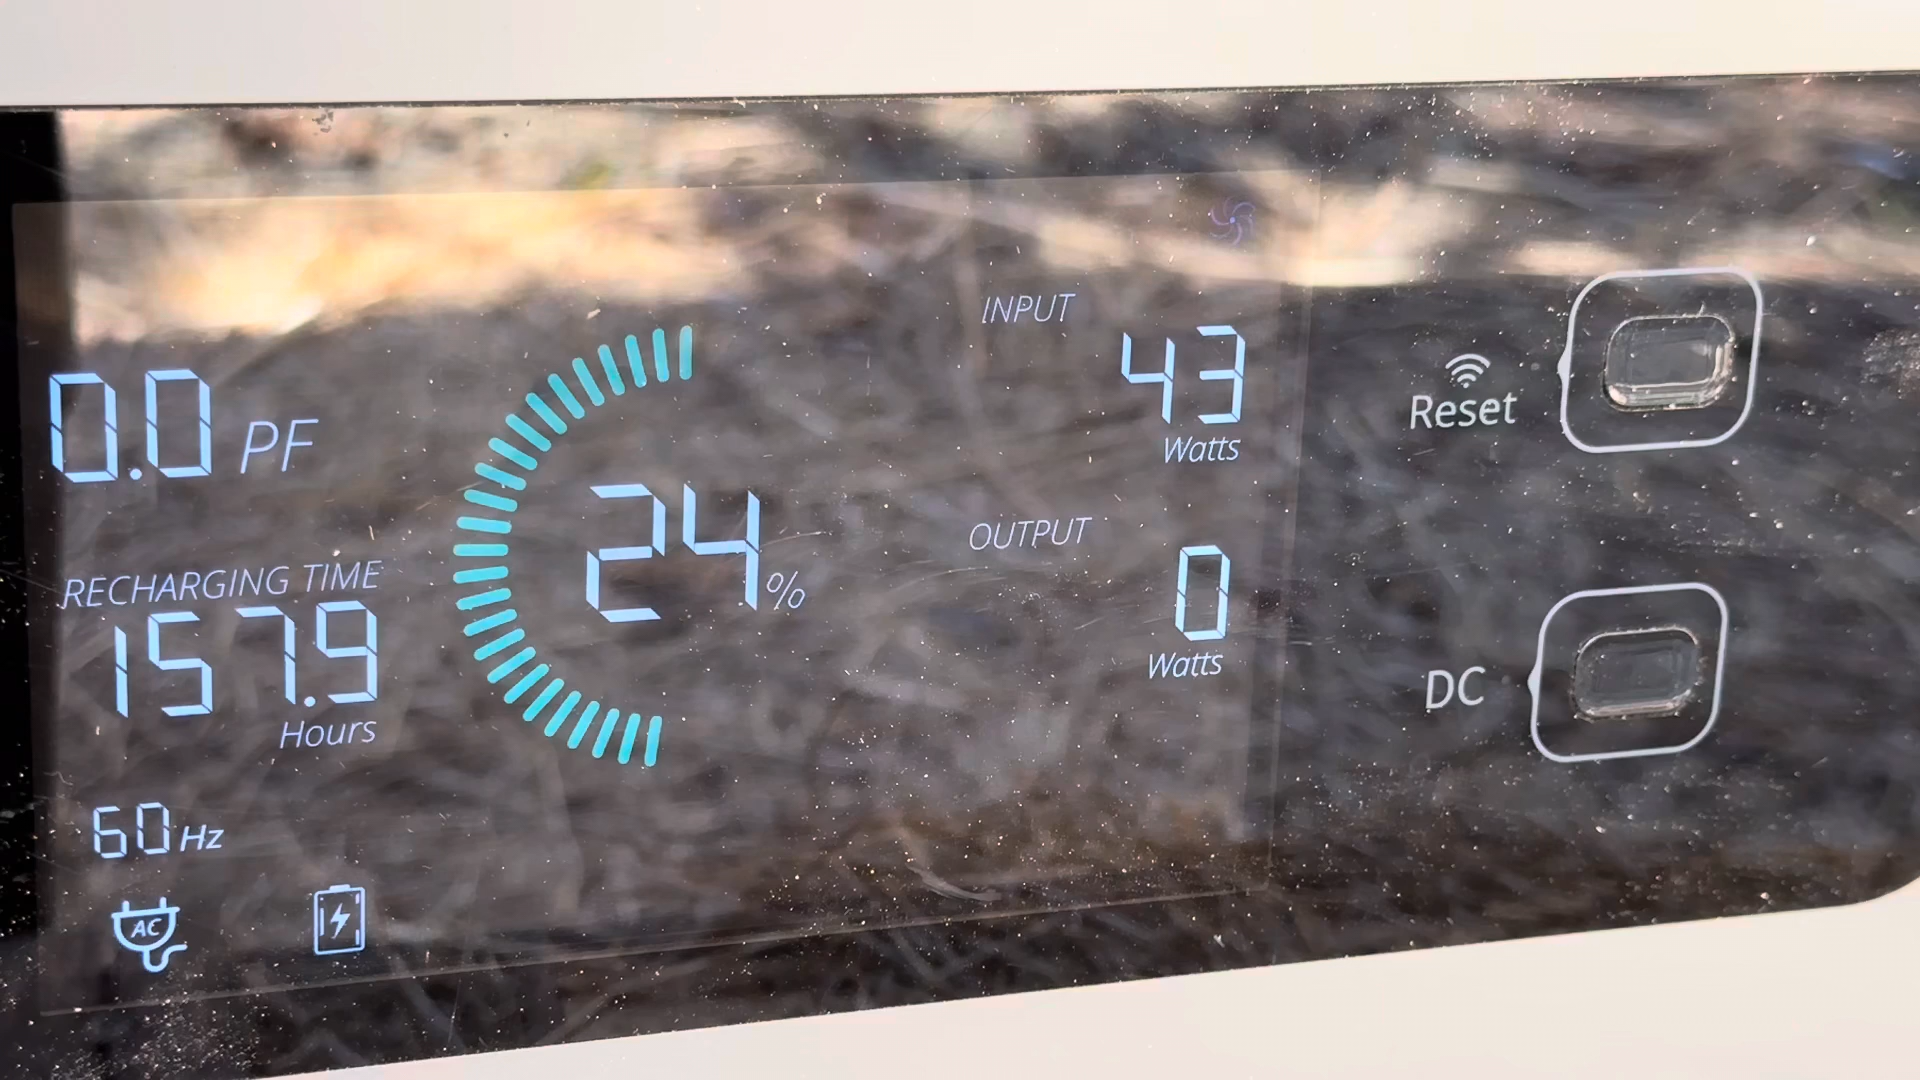 0.0 PF
RECHARGING TIME
157.9
Hours
60 Hz
AC
24 %
INPUT
43
Watts
OUTPUT
0
Watts
Reset
DC